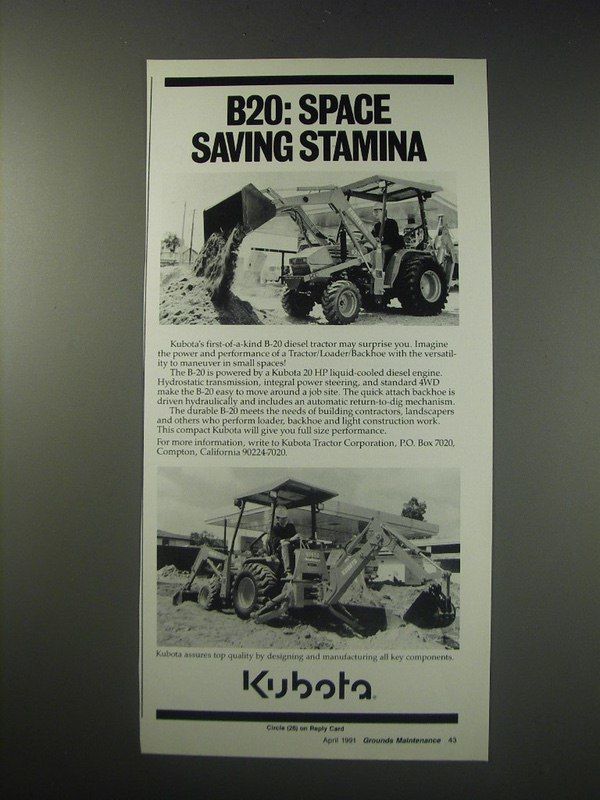 B20: SPACE
SAVING STAMINA
Kubota's first-of-a-kind B-20 diesel tractor may surprise you. Imagine
the power and performance of a Tractor/Loader/Backhoe with the versatil-
ity to maneuver in small spaces!
The B-20 is powered by a Kubota 20 HP liquid-cooled diesel engine.
Hydrostatic transmission, integral power steering, and standard 4WD
make the B-20 easy to move around a job site. The quick attach backhoe is
driven hydraulically and includes an automatic return-to-dig mechanism.
The durable B-20 meets the needs of building contractors, landscapers
and others who perform loader, backhoe and light construction work.
This compact Kubota will give you full size performance.
For more information, write to Kubota Tractor Corporation, P.O. Box 7020,
Compton, California 90224-7020.
Kubota assures top quality by designing and manufacturing all key components.
Kubota
Circle (26) on Reply Card
April 1991 Grounds Maintenance 43